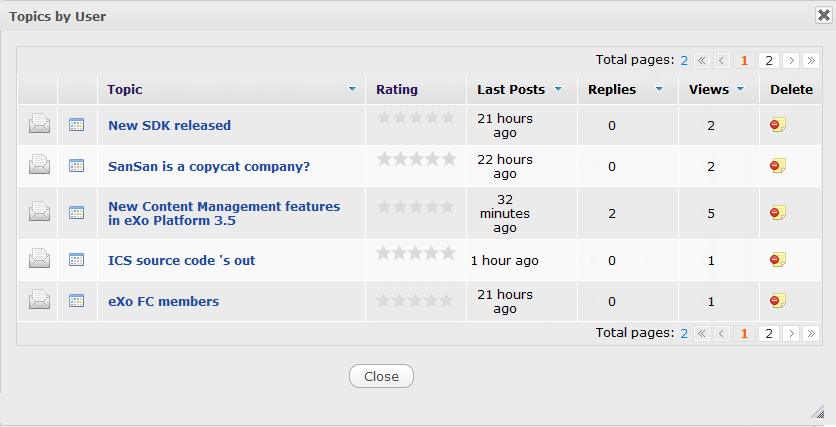 Topics by User
Total pages: 2 « ‹ 1 2 › »
Topic Rating Last Posts Replies Views Delete
New SDK released 21 hours ago 0 2
SanSan is a copycat company? 22 hours ago 0 2
New Content Management features in eXo Platform 3.5 32 minutes ago 2 5
ICS source code 's out 1 hour ago 0 1
eXo FC members 21 hours ago 0 1
Total pages: 2 « ‹ 1 2 › »
Close